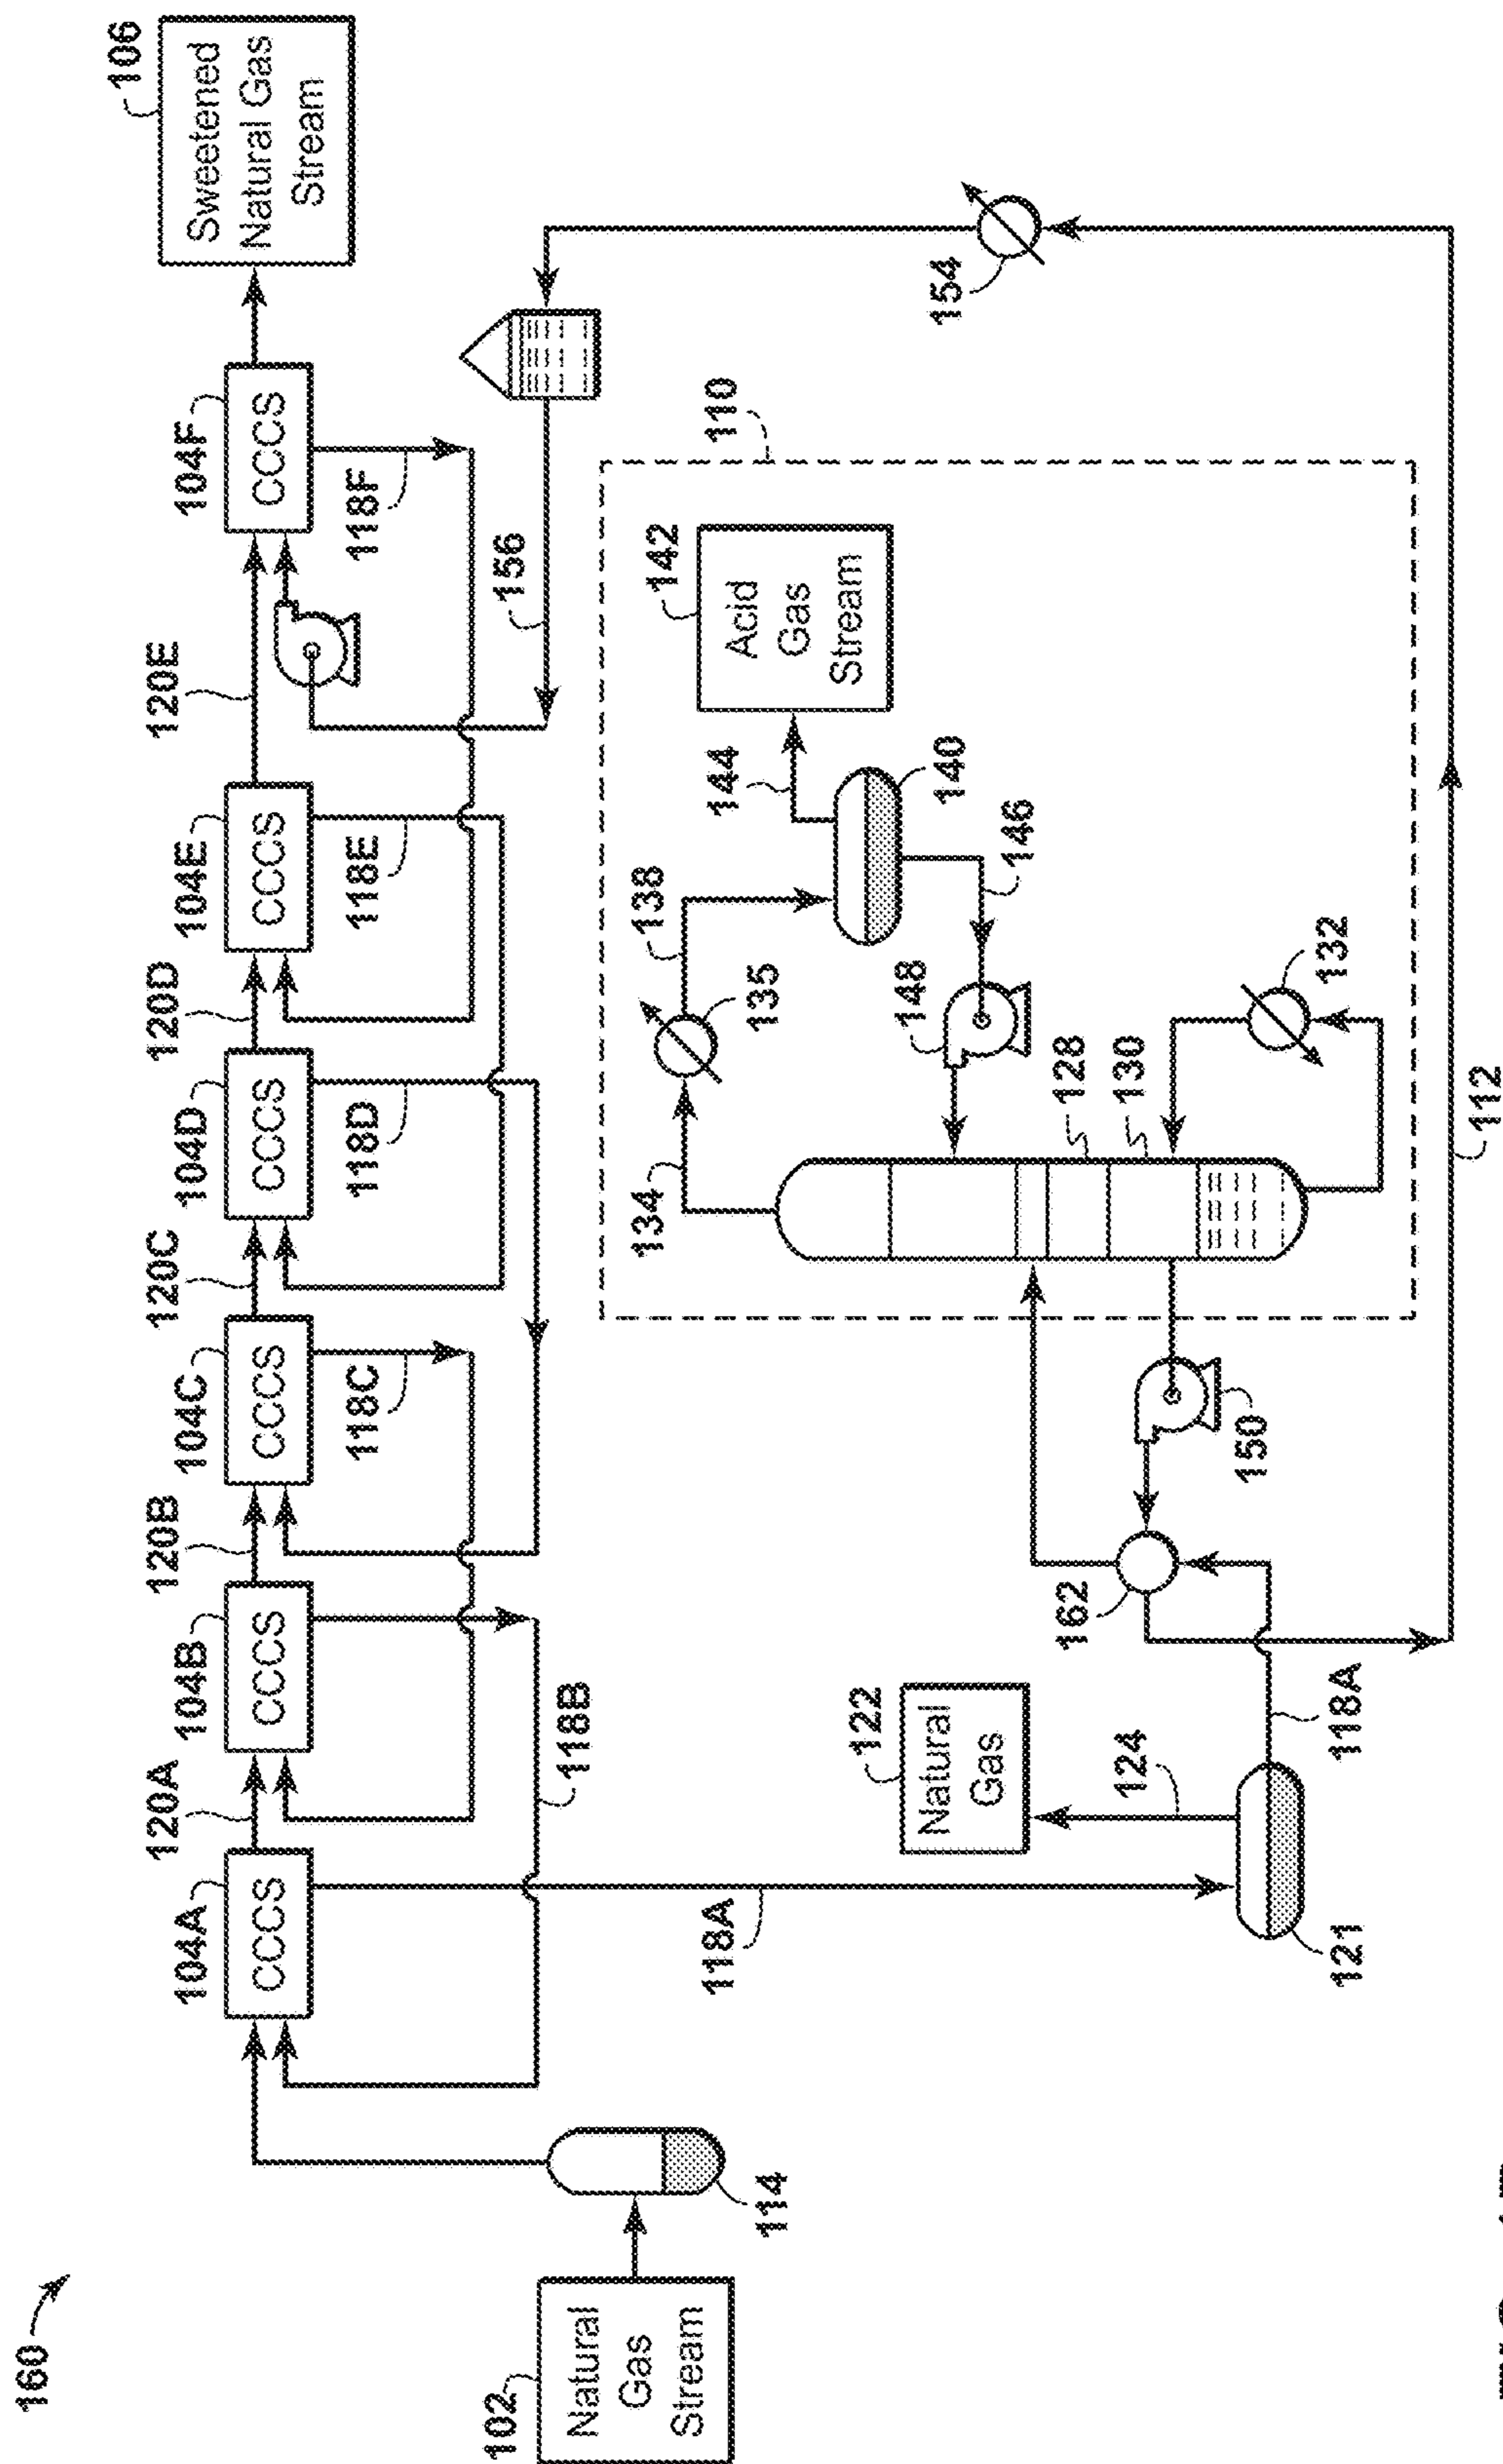 160
102
Natural
Gas
Stream
114
104A
CCCS
120A
104B
CCCS
120B
104C
CCCS
120C
104D
CCCS
120D
104E
CCCS
120E
104F
CCCS
106
Sweetened
Natural Gas
Stream
118B
118C
118D
118E
118F
156
118A
121
124
122
Natural
Gas
118A
162
150
110
134
135
138
140
144
142
Acid
Gas
Stream
146
148
128
130
132
154
112